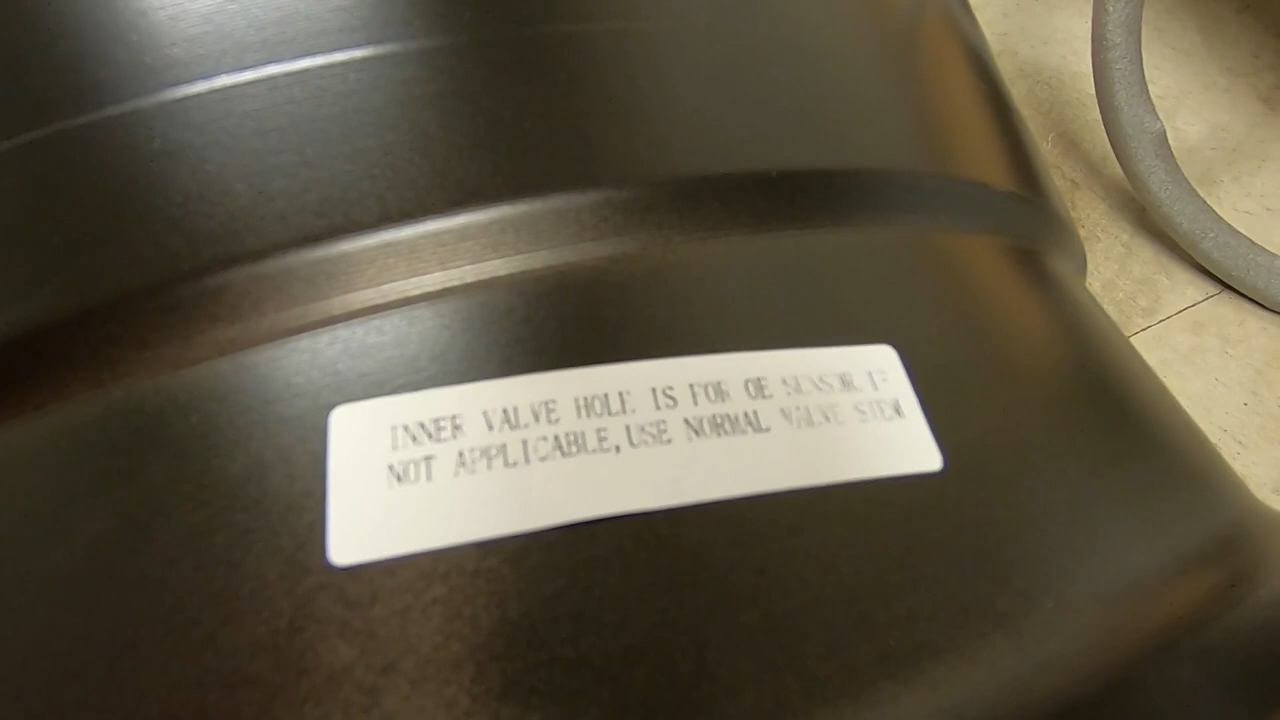 INNER VALVE HOLE IS FOR OE SENSOR IF
NOT APPLICABLE, USE NORMAL VALVE STEM